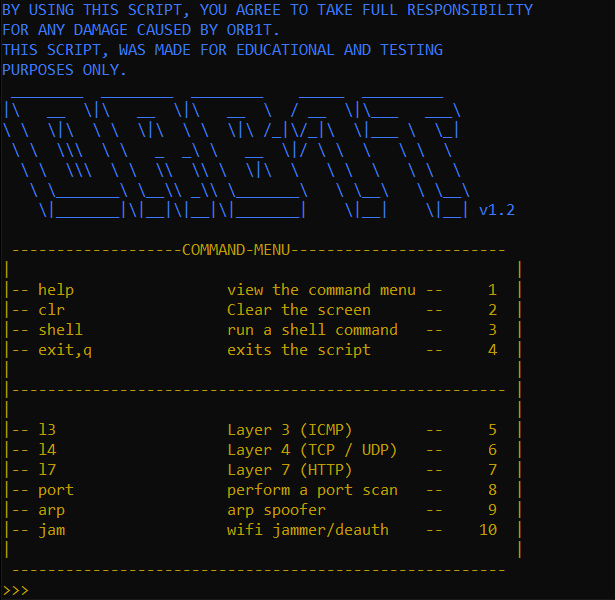 BY USING THIS SCRIPT, YOU AGREE TO TAKE FULL RESPONSIBILITY
FOR ANY DAMAGE CAUSED BY ORB1T.
THIS SCRIPT, WAS MADE FOR EDUCATIONAL AND TESTING
PURPOSES ONLY.
ORB1T
v1.2
COMMAND-MENU
|-- help view the command menu -- 1 |
|-- clr Clear the screen -- 2 |
|-- shell run a shell command -- 3 |
|-- exit,q exits the script -- 4 |
|-- l3 Layer 3 (ICMP) -- 5 |
|-- l4 Layer 4 (TCP / UDP) -- 6 |
|-- l7 Layer 7 (HTTP) -- 7 |
|-- port perform a port scan -- 8 |
|-- arp arp spoofer -- 9 |
|-- jam wifi jammer/deauth -- 10 |
>>>